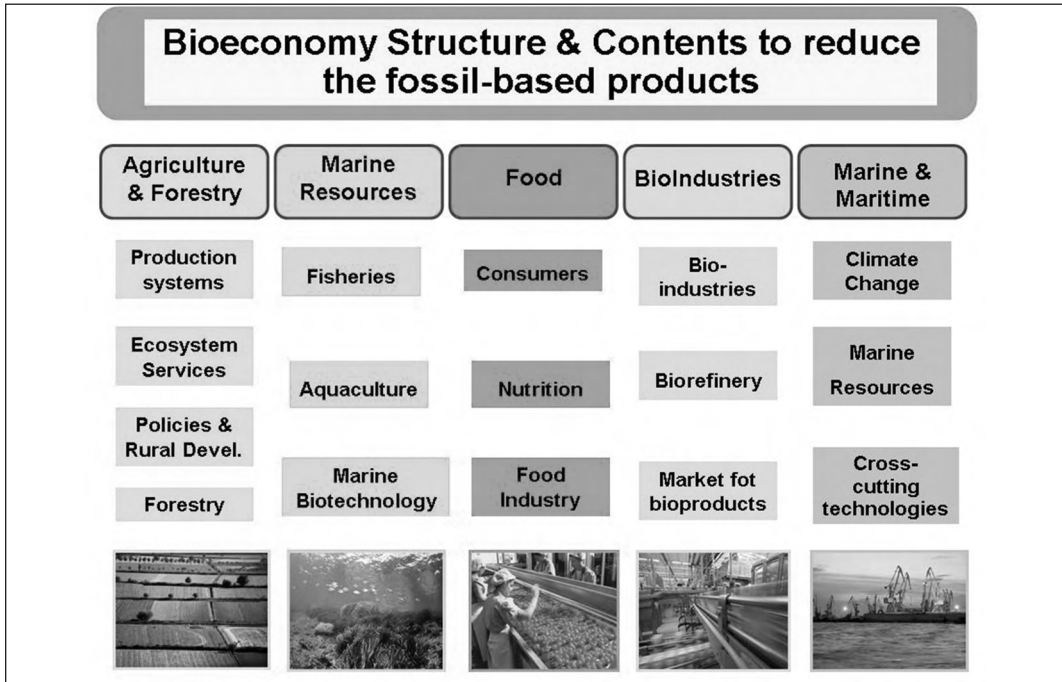 Bioeconomy Structure & Contents to reduce
the fossil-based products
Agriculture
& Forestry
Marine
Resources
Food
BioIndustries
Marine &
Maritime
Production
systems
Fisheries
Consumers
Bio-
industries
Climate
Change
Ecosystem
Services
Aquaculture
Nutrition
Biorefinery
Marine
Resources
Policies &
Rural Devel.
Forestry
Marine
Biotechnology
Food
Industry
Market fot
bioproducts
Cross-
cutting
technologies